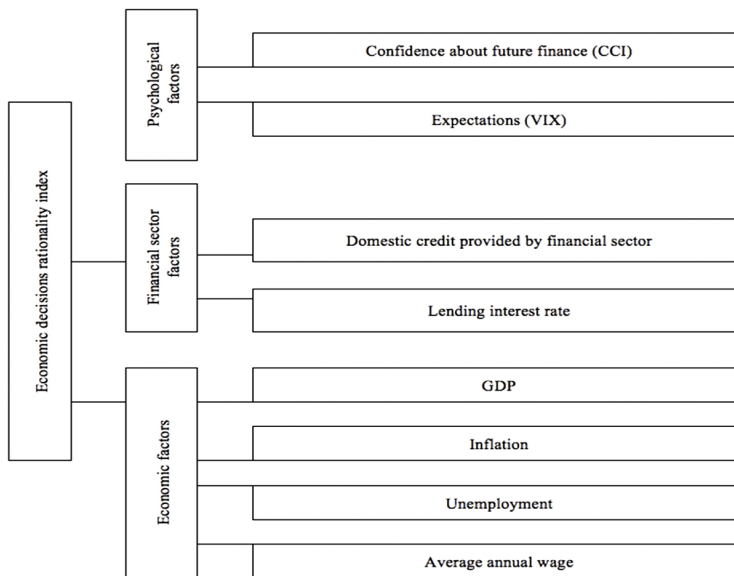 Economic decisions rationality index
Psychological
factors
Confidence about future finance (CCI)
Expectations (VIX)
Financial sector
factors
Domestic credit provided by financial sector
Lending interest rate
Economic factors
GDP
Inflation
Unemployment
Average annual wage